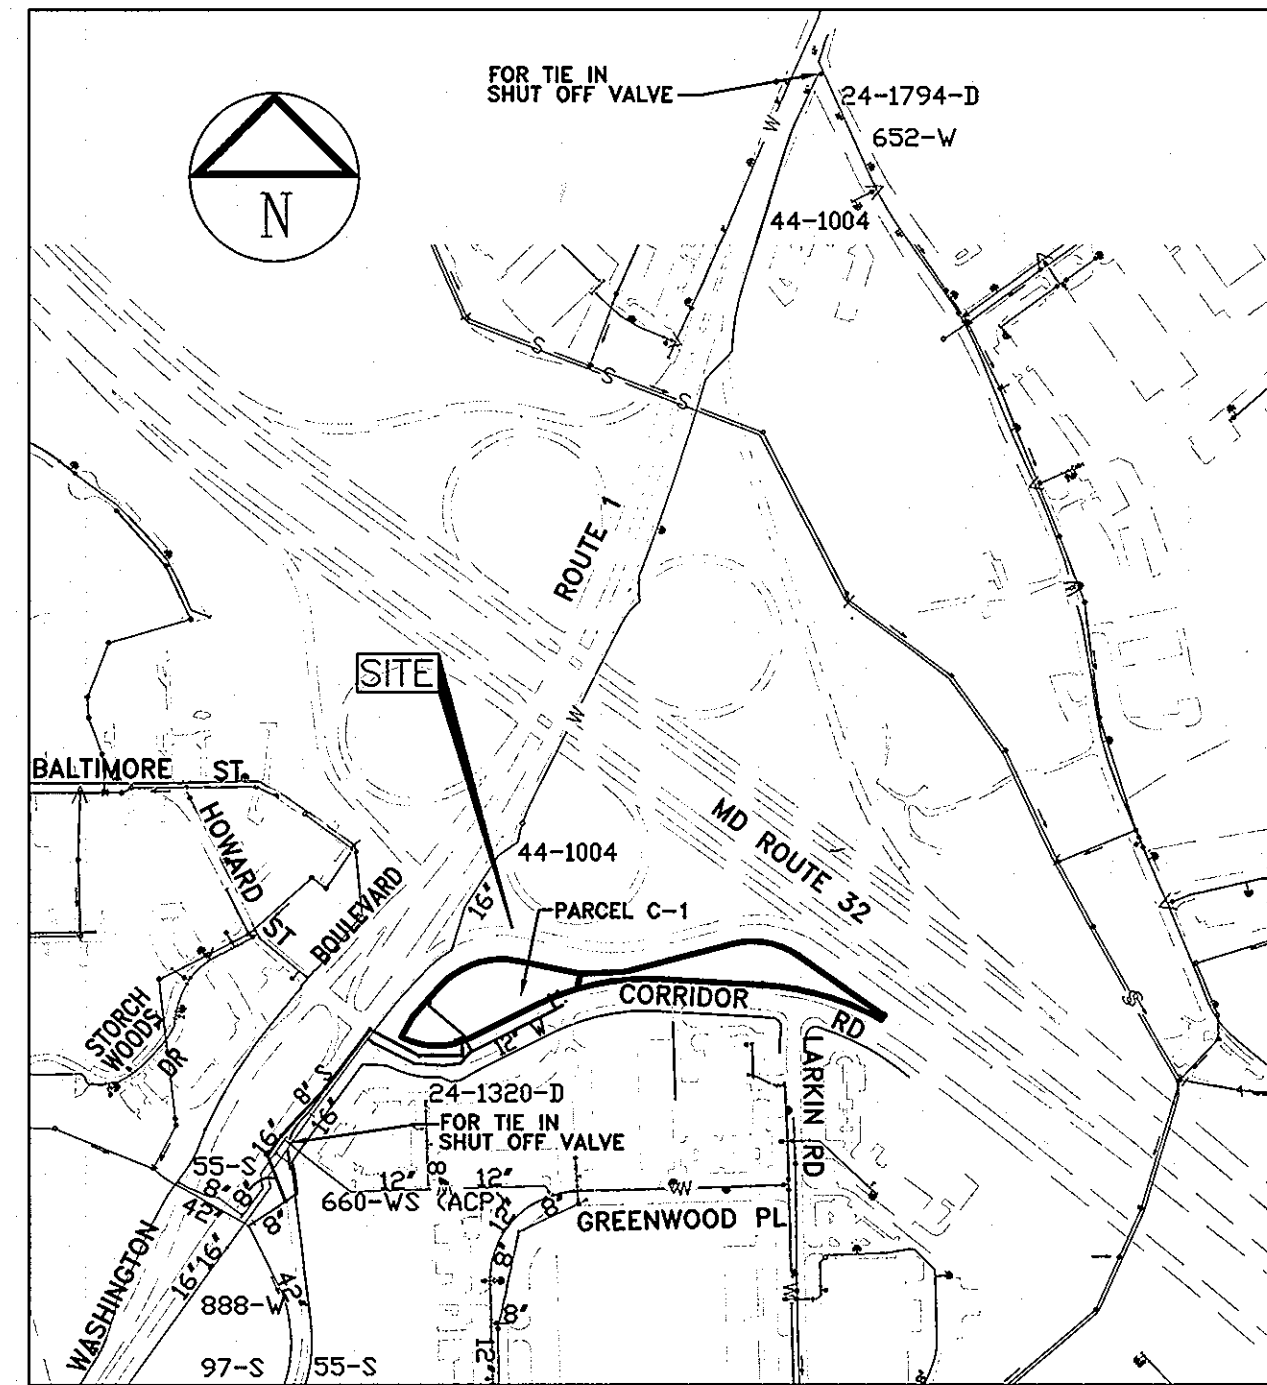 FOR TIE IN
SHUT OFF VALVE
24-1794-D
652-W
W
44-1004
N
S
S
S
ROUTE 1
SITE
W
BALTIMORE ST
HOWARD ST
BOULEVARD
44-1004
16"
PARCEL C-1
MD ROUTE 32
CORRIDOR RD
12" W
STORCH
WOODS
DR
8" S
16"
LARKIN RD
24-1320-D
FOR TIE IN
SHUT OFF VALVE
16"
55-S
8"
8"
42"
8"
12"
8"
12"
W
660-WS (ACP)
12"
8"
GREENWOOD PL
8"
16"
16"
42"
W
888-W
8"
12"
WASHINGTON
97-S
55-S